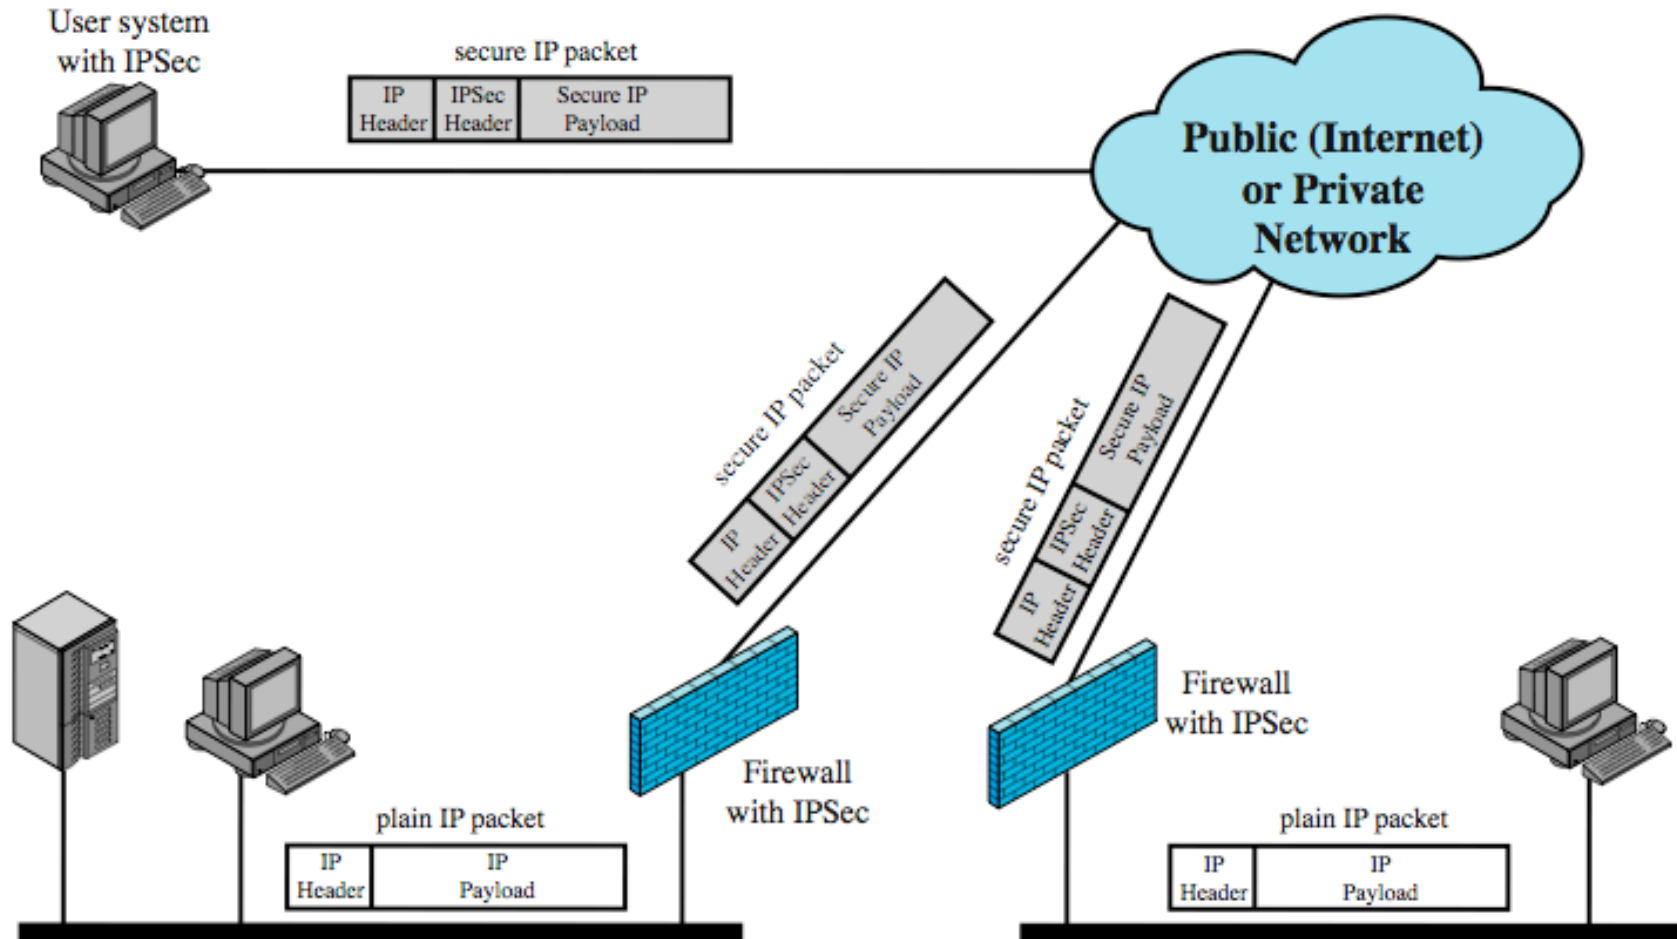 User system
with IPSec
secure IP packet
IP
Header
IPSec
Header
Secure IP
Payload
Public (Internet)
or Private
Network
secure IP packet
IP
Header
IPSec
Header
Secure IP
Payload
secure IP packet
IP
Header
IPSec
Header
Secure IP
Payload
Firewall
with IPSec
Firewall
with IPSec
plain IP packet
IP
Header
IP
Payload
plain IP packet
IP
Header
IP
Payload